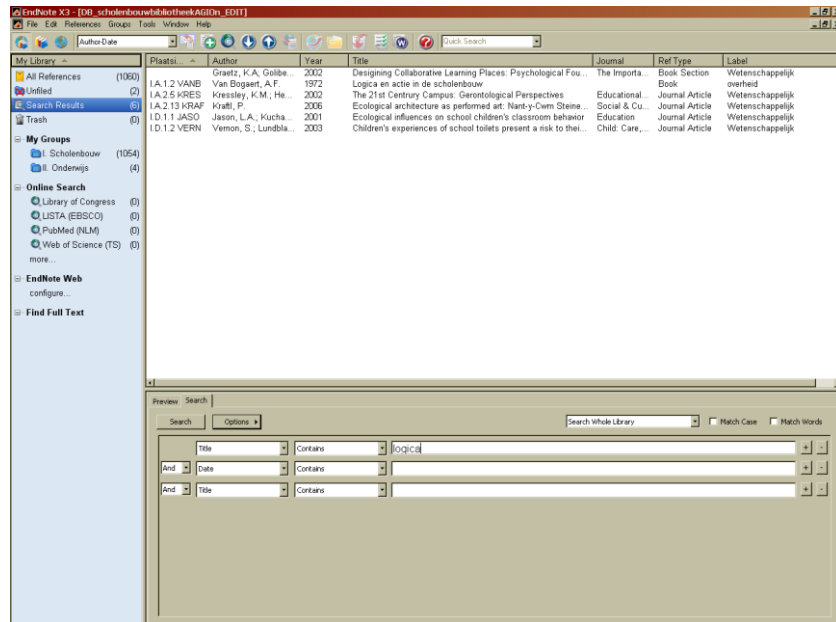 EndNote X3 - [DB_scholenbouwbibliotheekAGIOn_EDIT]
File Edit References Groups Tools Window Help
Author-Date Quick Search
My Library
All References (1060)
Unfiled (2)
Search Results (6)
Trash (0)
My Groups
I. Scholenbouw (1054)
II. Onderwijs (4)
Online Search
Library of Congress (0)
LISTA (EBSCO) (0)
PubMed (NLM) (0)
Web of Science (TS) (0)
more...
EndNote Web
configure...
Find Full Text
Plaatsi... Author Year Title Journal Ref Type Label
Graetz, K.A; Golibe... 2002 Desigining Collaborative Learning Places: Psychological Fou... The Importa... Book Section Wetenschappelijk
I.A.1.2 VANB Van Bogaert, A.F. 1972 Logica en actie in de scholenbouw Book overheid
I.A.2.5 KRES Kressley, K.M.; He... 2002 The 21st Centrury Campus: Gerontological Perspectives Educational... Journal Article Wetenschappelijk
I.A.2.13 KRAF Kraftl, P. 2006 Ecological architecture as performed art: Nant-y-Cwm Steine... Social & Cu... Journal Article Wetenschappelijk
I.D.1.1 JASO Jason, L.A.; Kucha... 2001 Ecological influences on school children's classroom behavior Education Journal Article Wetenschappelijk
I.D.1.2 VERN Vernon, S.; Lundbla... 2003 Children's experiences of school toilets present a risk to thei... Child: Care,... Journal Article Wetenschappelijk
Preview Search
Search Options Search Whole Library Match Case Match Words
Title Contains logica + -
And Date Contains + -
And Title Contains + -